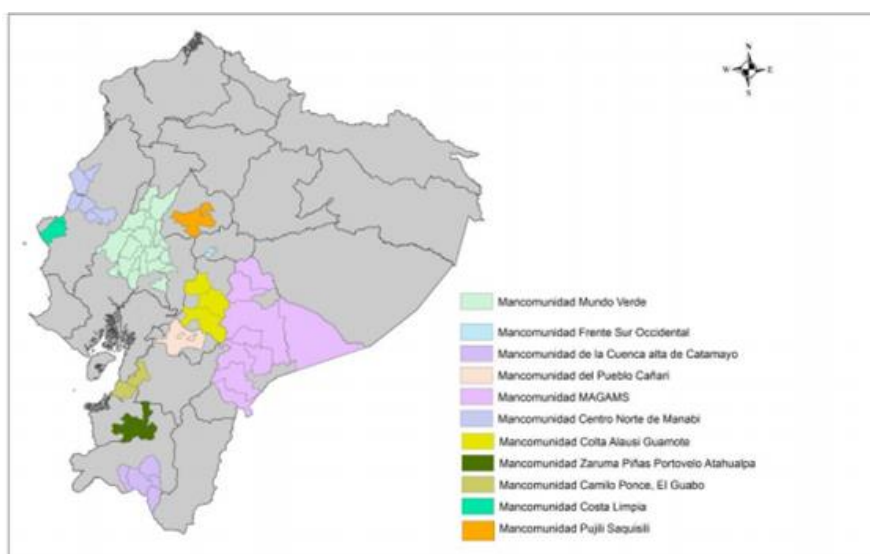 N
W E
S
Mancomunidad Mundo Verde
Mancomunidad Frente Sur Occidental
Mancomunidad de la Cuenca alta de Catamayo
Mancomunidad del Pueblo Cañari
Mancomunidad MAGAMS
Mancomunidad Centro Norte de Manabi
Mancomunidad Colta Alausi Guamote
Mancomunidad Zaruma Piñas Portovelo Atahualpa
Mancomunidad Camilo Ponce, El Guabo
Mancomunidad Costa Limpia
Mancomunidad Pujili Saquisili